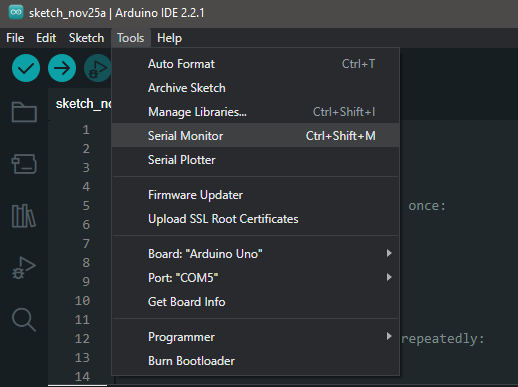 sketch_nov25a | Arduino IDE 2.2.1
File Edit Sketch Tools Help
Auto Format Ctrl+T
Archive Sketch
Manage Libraries... Ctrl+Shift+I
Serial Monitor Ctrl+Shift+M
Serial Plotter
Firmware Updater
Upload SSL Root Certificates
Board: "Arduino Uno"
Port: "COM5"
Get Board Info
Programmer
Burn Bootloader
sketch_no
1
2
3
4
5 once:
6
7
8
9
10
11
12
13 repeatedly:
14